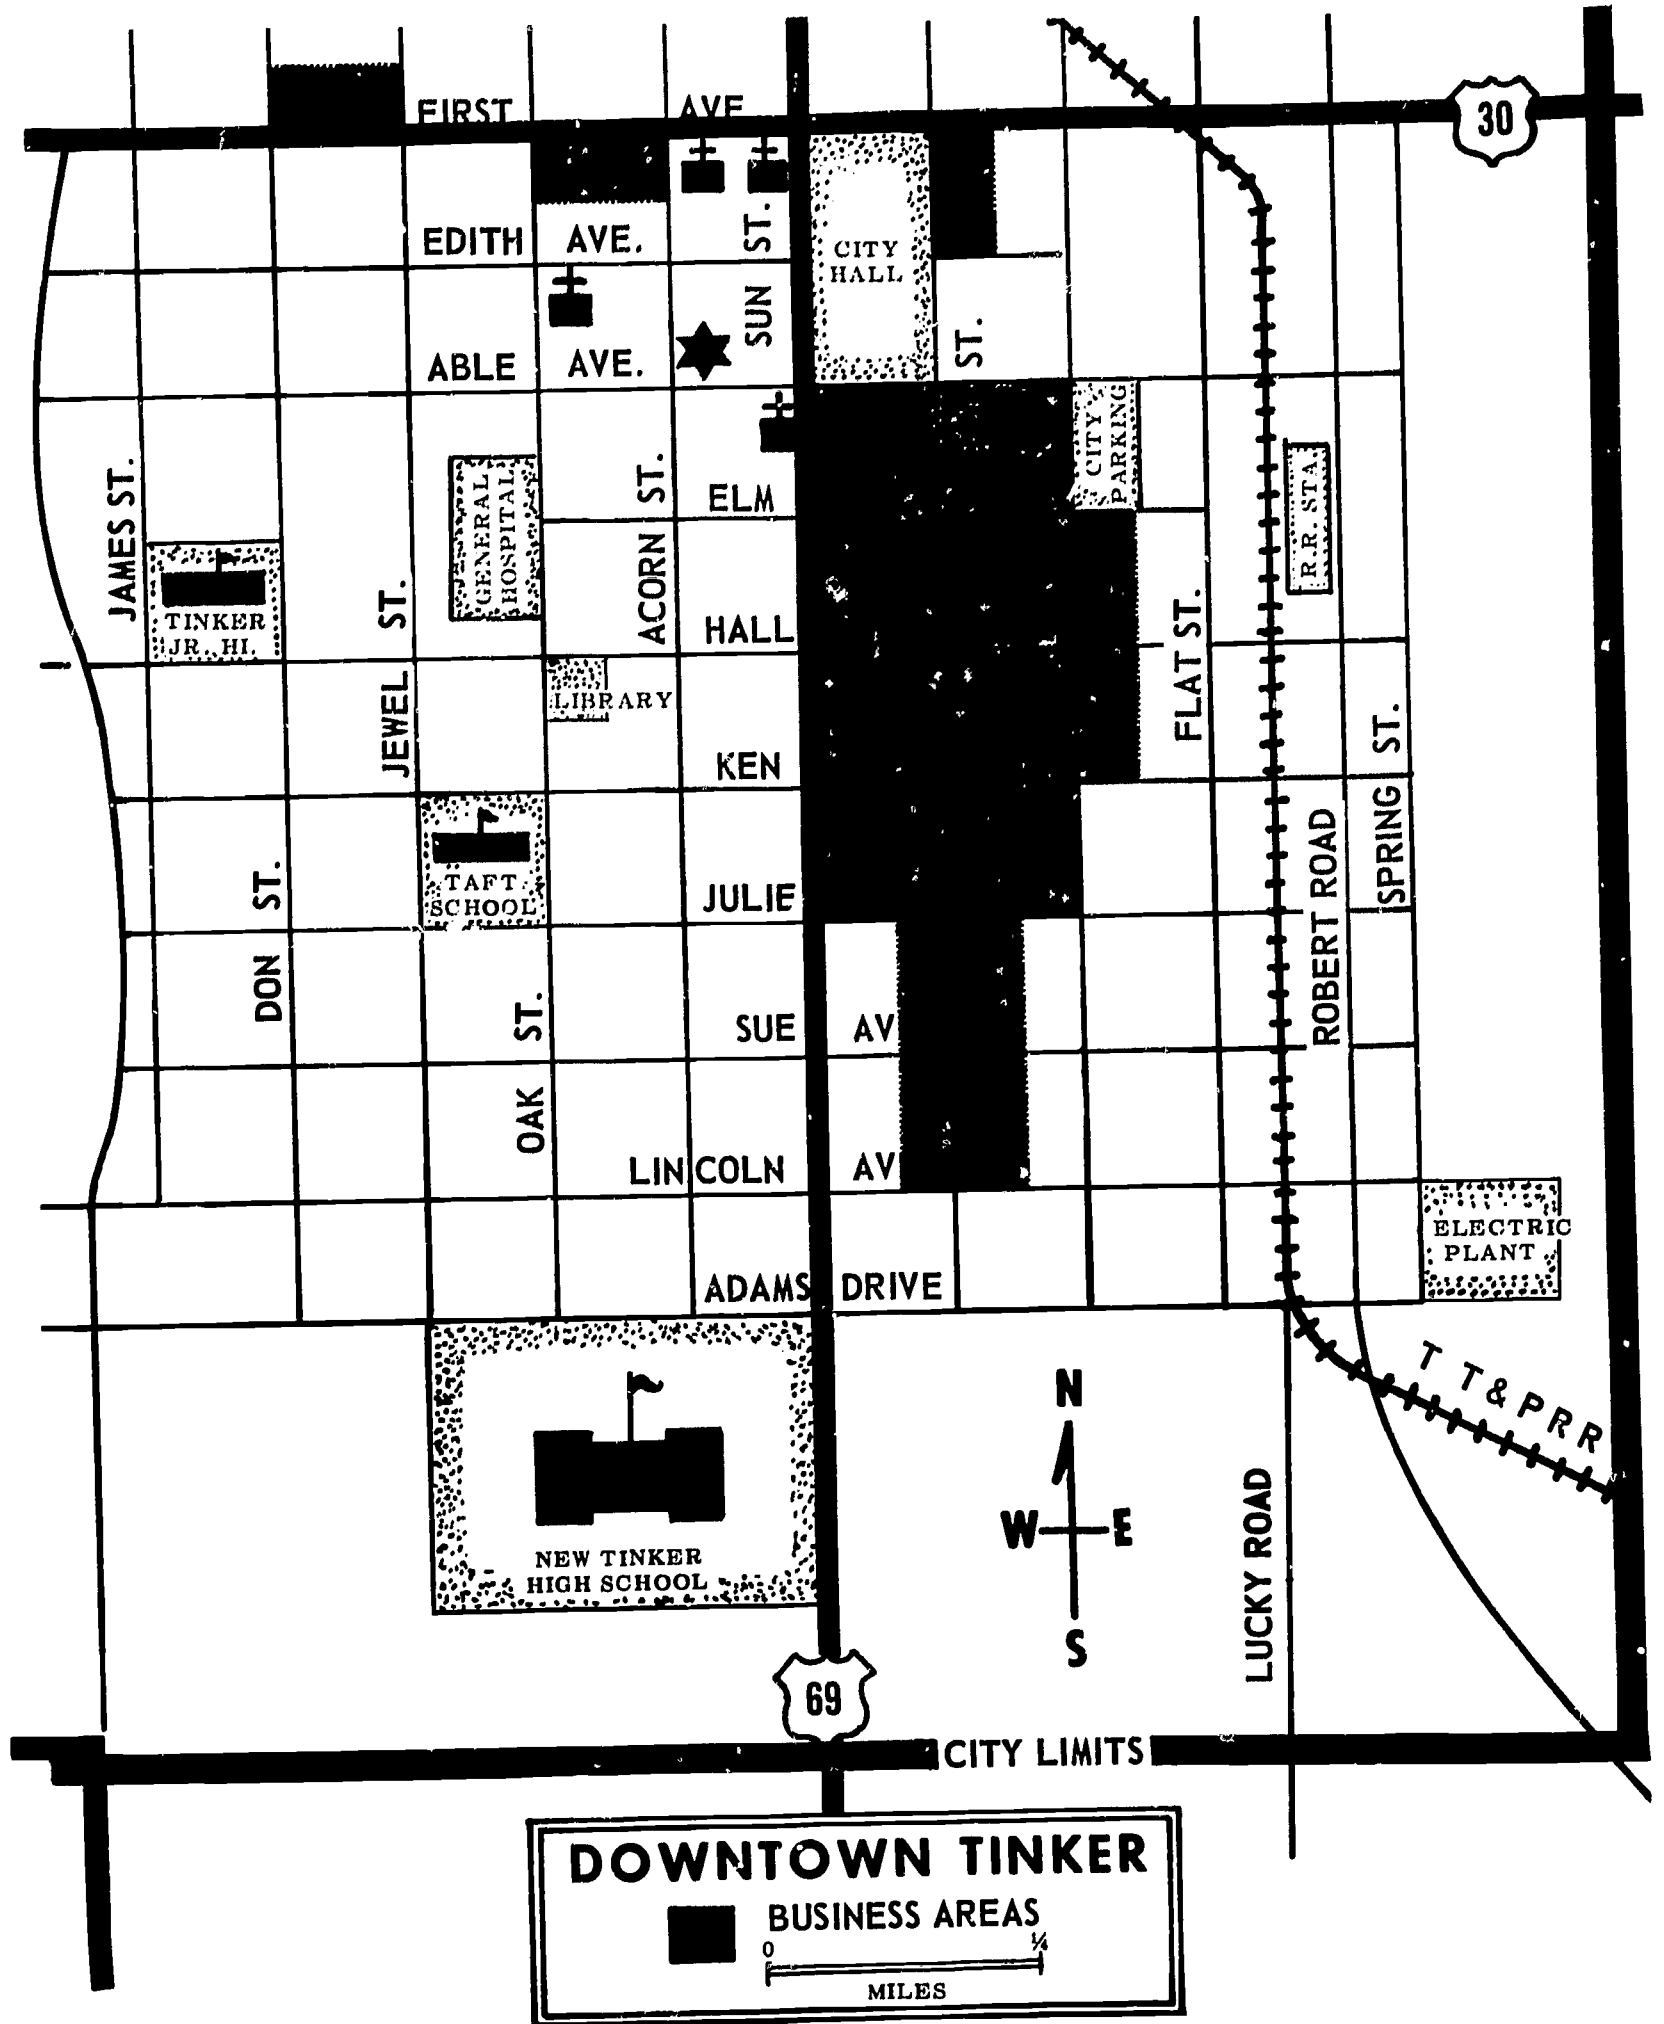 FIRST AVE
30
EDITH AVE.
SUN ST.
CITY
HALL
ABLE AVE.
ST.
CITY
PARKING
JAMES ST.
GENERAL
HOSPITAL
ACORN ST.
ELM
R.R. STA.
TINKER
JR. HI.
JEWEL ST.
HALL
FLAT ST.
LIBRARY
KEN
SPRING ST.
TAFT
SCHOOL
JULIE
ROBERT ROAD
DON ST.
OAK ST.
SUE AV
LINCOLN AV
ELECTRIC
PLANT
ADAMS DRIVE
T T & P R R
N
W E
S
LUCKY ROAD
NEW TINKER
HIGH SCHOOL
69
CITY LIMITS
DOWNTOWN TINKER
BUSINESS AREAS
0 ¼
MILES